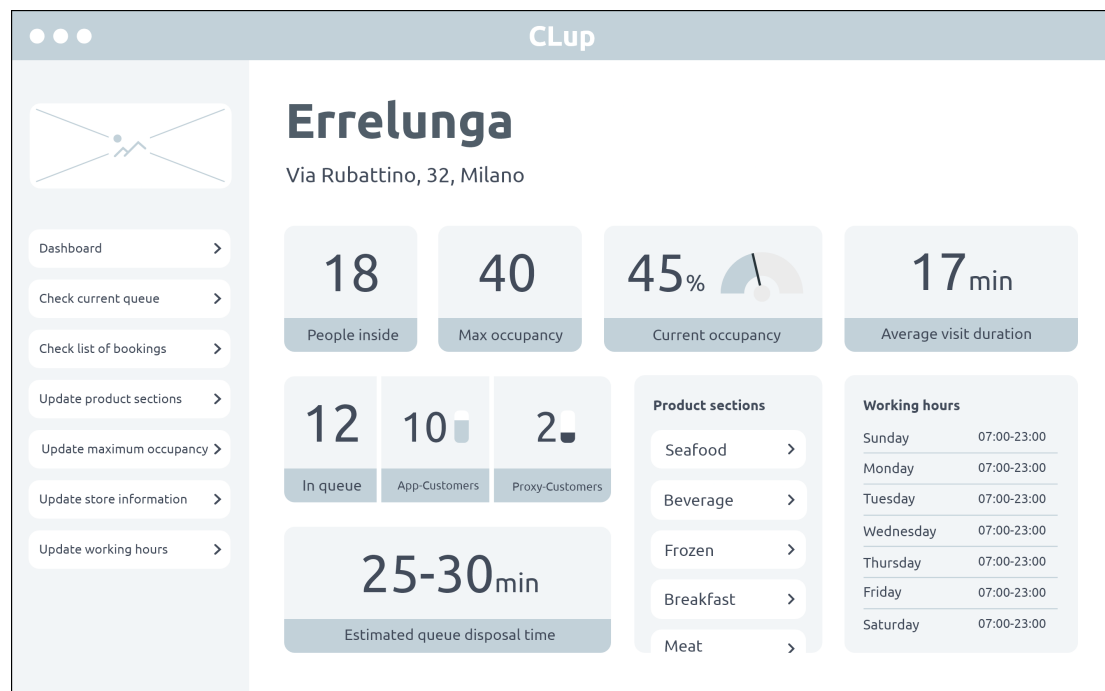 CLup
Errelunga
Via Rubattino, 32, Milano
Dashboard
Check current queue
Check list of bookings
Update product sections
Update maximum occupancy
Update store information
Update working hours
18
People inside
40
Max occupancy
45%
Current occupancy
17min
Average visit duration
12
In queue
10
App-Customers
2
Proxy-Customers
25-30min
Estimated queue disposal time
Product sections
Seafood
Beverage
Frozen
Breakfast
Meat
Working hours
Sunday 07:00-23:00
Monday 07:00-23:00
Tuesday 07:00-23:00
Wednesday 07:00-23:00
Thursday 07:00-23:00
Friday 07:00-23:00
Saturday 07:00-23:00